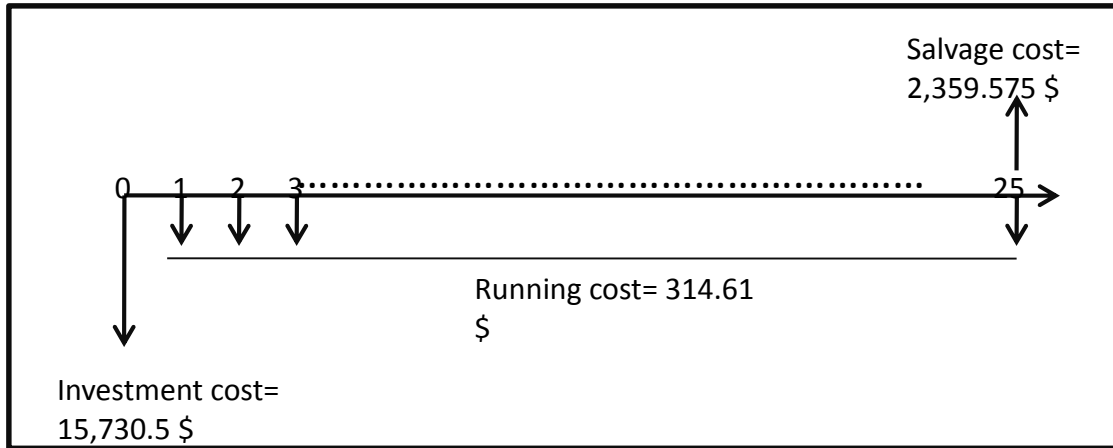 Salvage cost=
2,359.575 $
0 1 2 3 25
Running cost= 314.61
$
Investment cost=
15,730.5 $